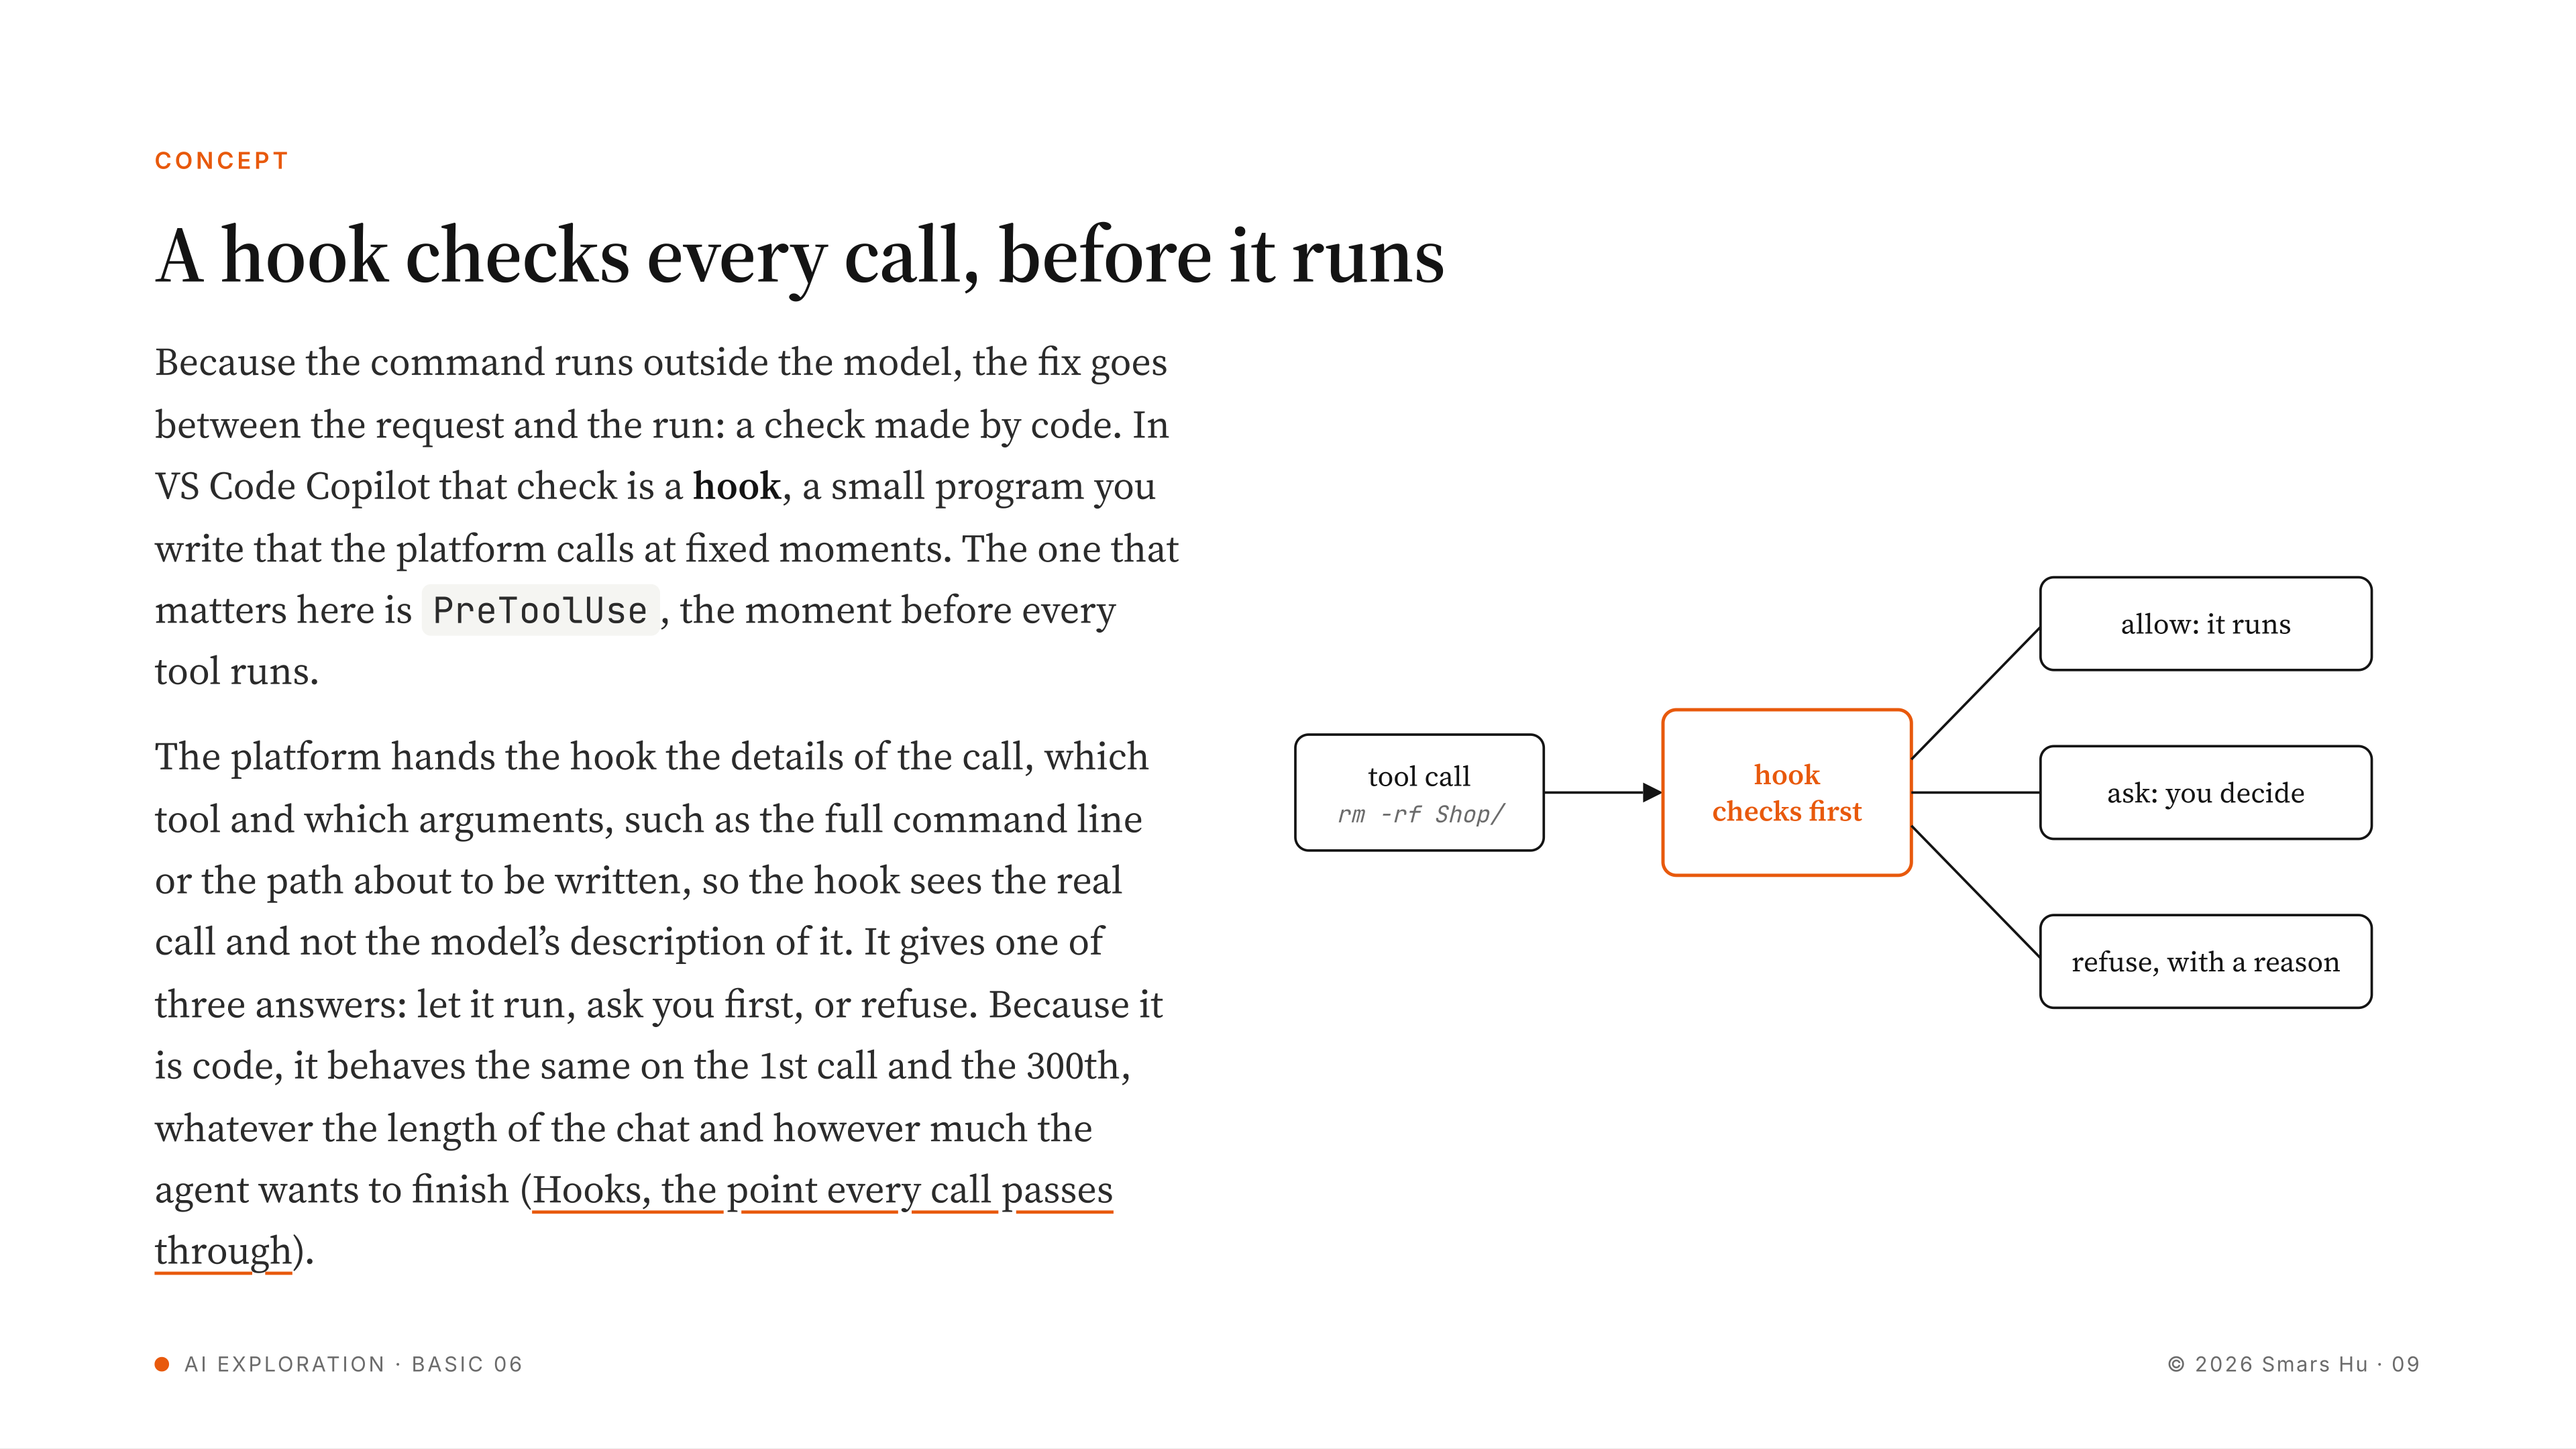 CONCEPT
A hook checks every call, before it runs
Because the command runs outside the model, the fix goes
between the request and the run: a check made by code. In
VS Code Copilot that check is a hook, a small program you
write that the platform calls at fixed moments. The one that
matters here is PreToolUse, the moment before every
tool runs.
The platform hands the hook the details of the call, which
tool and which arguments, such as the full command line
or the path about to be written, so the hook sees the real
call and not the model’s description of it. It gives one of
three answers: let it run, ask you first, or refuse. Because it
is code, it behaves the same on the 1st call and the 300th,
whatever the length of the chat and however much the
agent wants to finish (Hooks, the point every call passes
through).
tool call
rm -rf Shop/
hook
checks first
allow: it runs
ask: you decide
refuse, with a reason
AI EXPLORATION · BASIC 06
© 2026 Smars Hu · 09